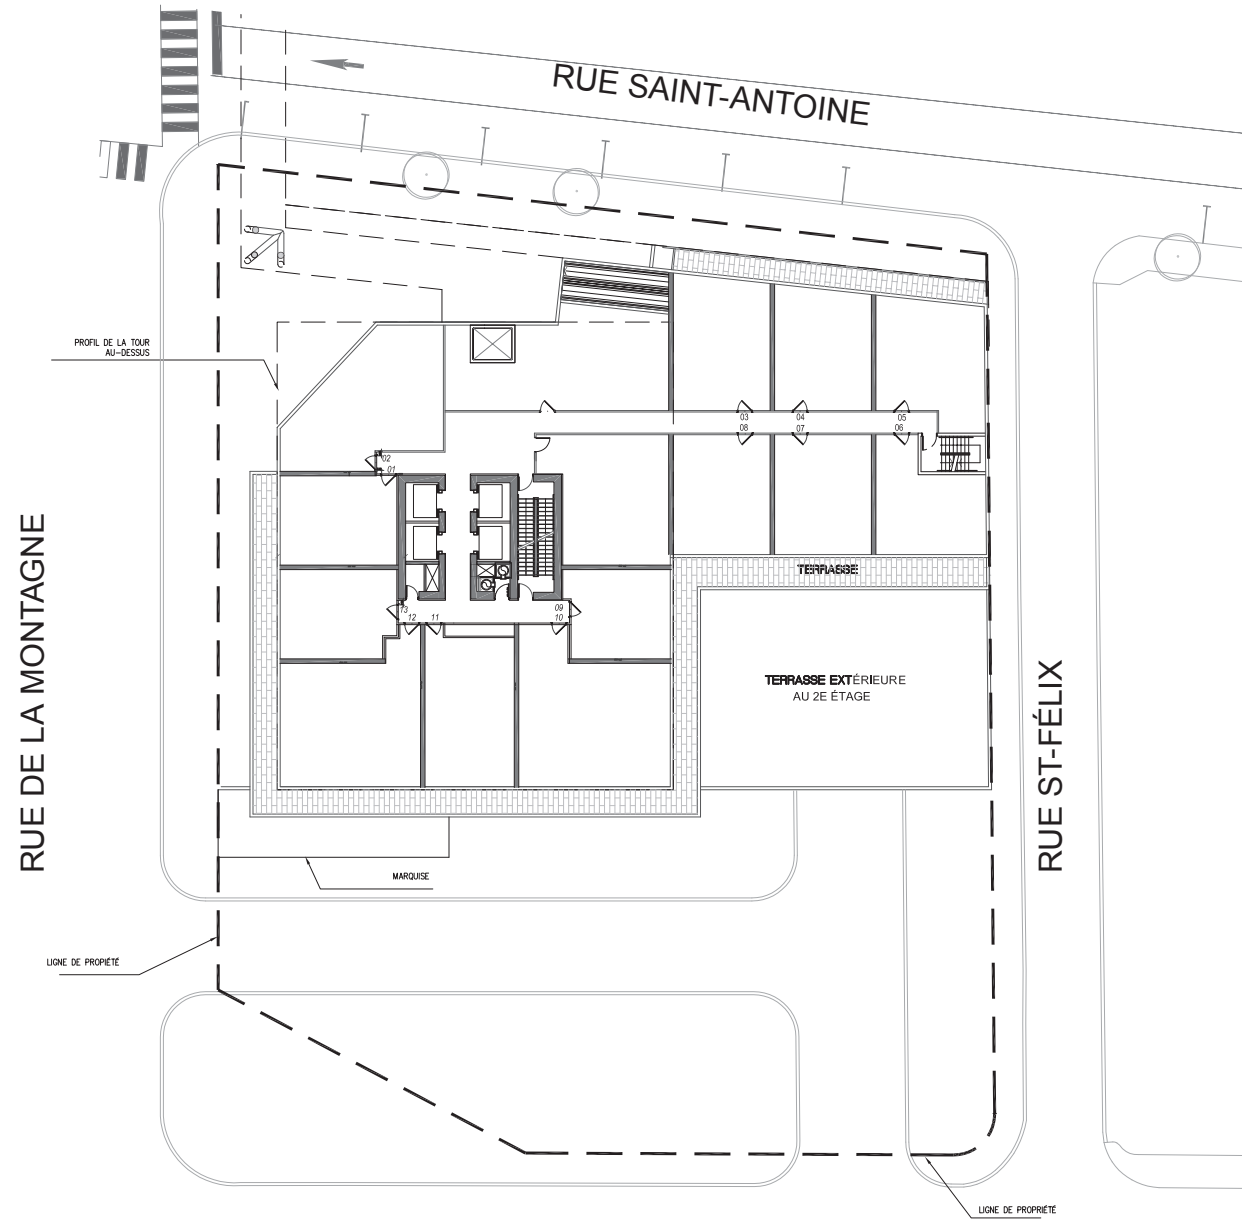 RUE SAINT-ANTOINE
PROFIL DE LA TOUR
AU-DESSUS
03
04
05
08
07
06
02
01
RUE DE LA MONTAGNE
TERRASSE
13
12
11
09
10
TERRASSE EXTÉRIEURE
AU 2E ÉTAGE
RUE ST-FÉLIX
MARQUISE
LIGNE DE PROPIÉTÉ
LIGNE DE PROPRIÉTÉ